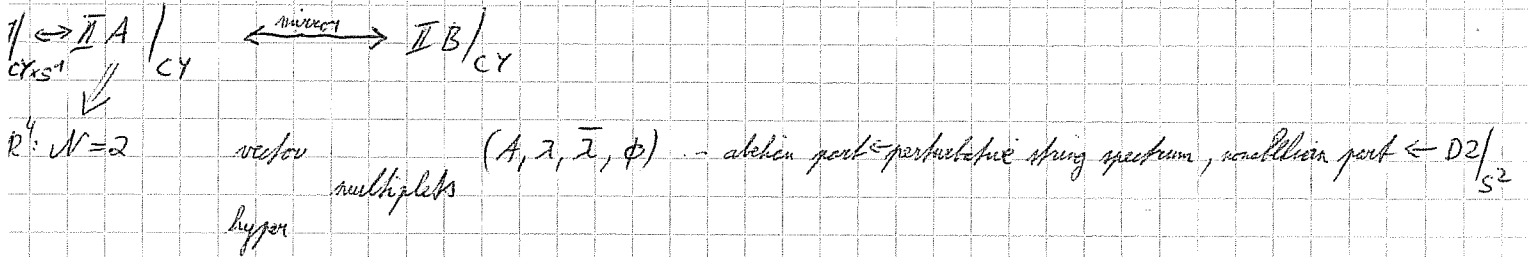 1/CY×S¹ ⇔ IIA/CY ⟷ mirror IIB/CY
R⁴: N=2 vector (A, λ, λ̄, φ) .. abelian part ⇐ perturbative string spectrum, nonabelian part ⇐ D2/S²
multiplets
hyper